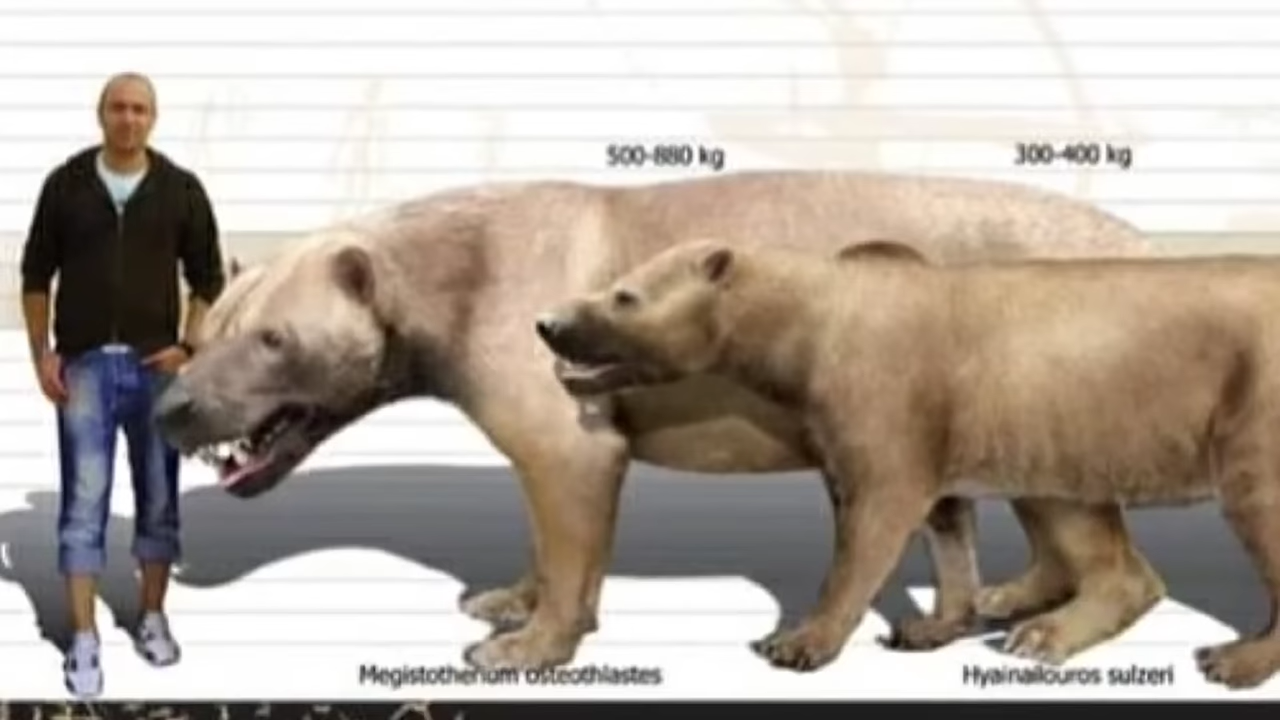 500-880 kg
300-400 kg
Megistotherium osteothlastes
Hyainailouros sulzeri